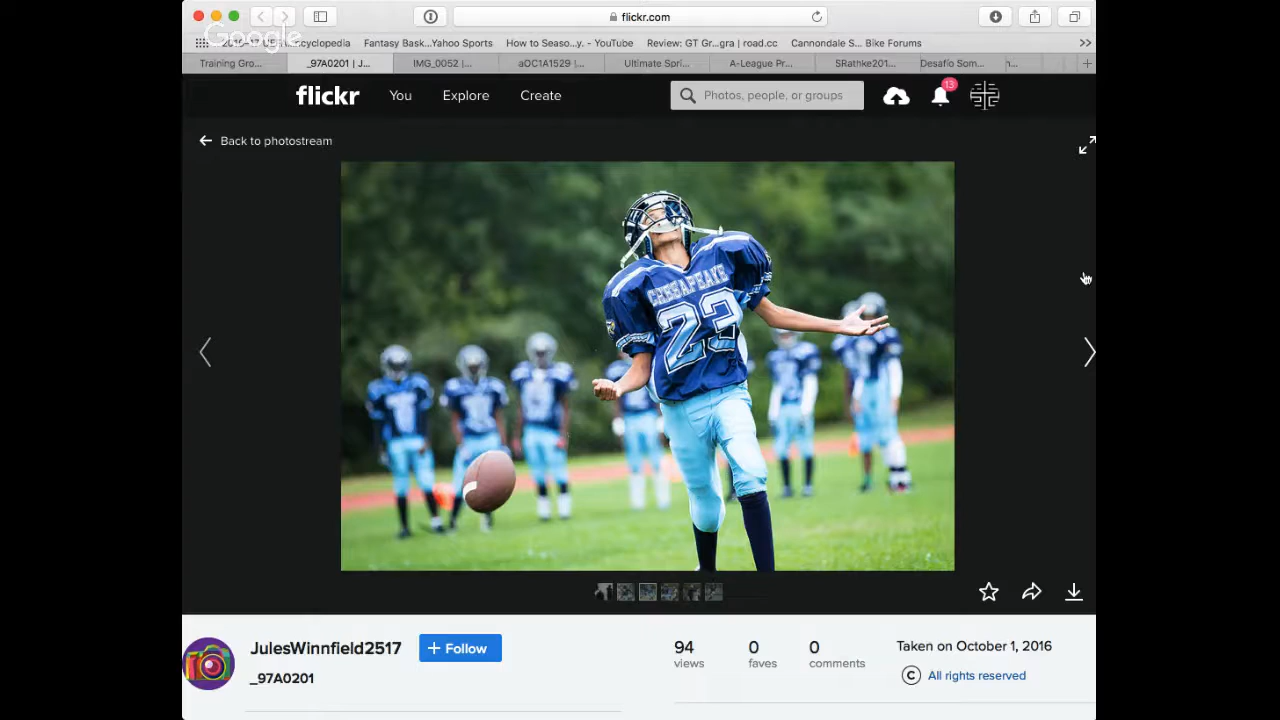 flickr.com
Google
Fantasy Bask...Yahoo Sports
How to Seaso...y. - YouTube
Review: GT Gr...gra | road.cc
Cannondale S... Bike Forums
Training Gro...
_97A0201 | J...
IMG_0052 |...
aOC1A1529 |...
Ultimate Spri...
A-League Pr...
SRathke201...
Desafío Som...
flickr
You
Explore
Create
Photos, people, or groups
13
Back to photostream
CHESAPEAKE
23
JulesWinnfield2517
+ Follow
_97A0201
94
views
0
faves
0
comments
Taken on October 1, 2016
C All rights reserved